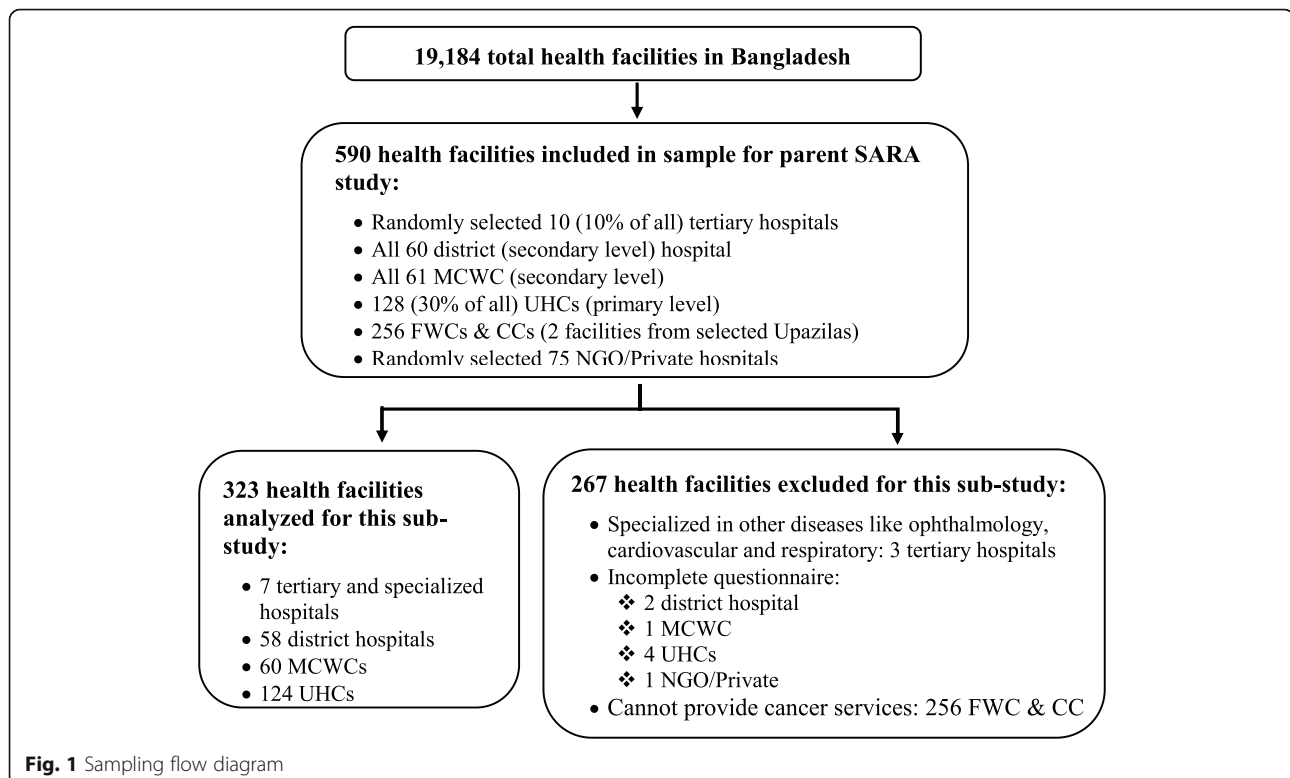 19,184 total health facilities in Bangladesh
590 health facilities included in sample for parent SARA
study:
• Randomly selected 10 (10% of all) tertiary hospitals
• All 60 district (secondary level) hospital
• All 61 MCWC (secondary level)
• 128 (30% of all) UHCs (primary level)
• 256 FWCs & CCs (2 facilities from selected Upazilas)
• Randomly selected 75 NGO/Private hospitals
323 health facilities
analyzed for this sub-
study:
• 7 tertiary and specialized
hospitals
• 58 district hospitals
• 60 MCWCs
• 124 UHCs
267 health facilities excluded for this sub-study:
• Specialized in other diseases like ophthalmology,
cardiovascular and respiratory: 3 tertiary hospitals
• Incomplete questionnaire:
❖ 2 district hospital
❖ 1 MCWC
❖ 4 UHCs
❖ 1 NGO/Private
• Cannot provide cancer services: 256 FWC & CC
Fig. 1 Sampling flow diagram